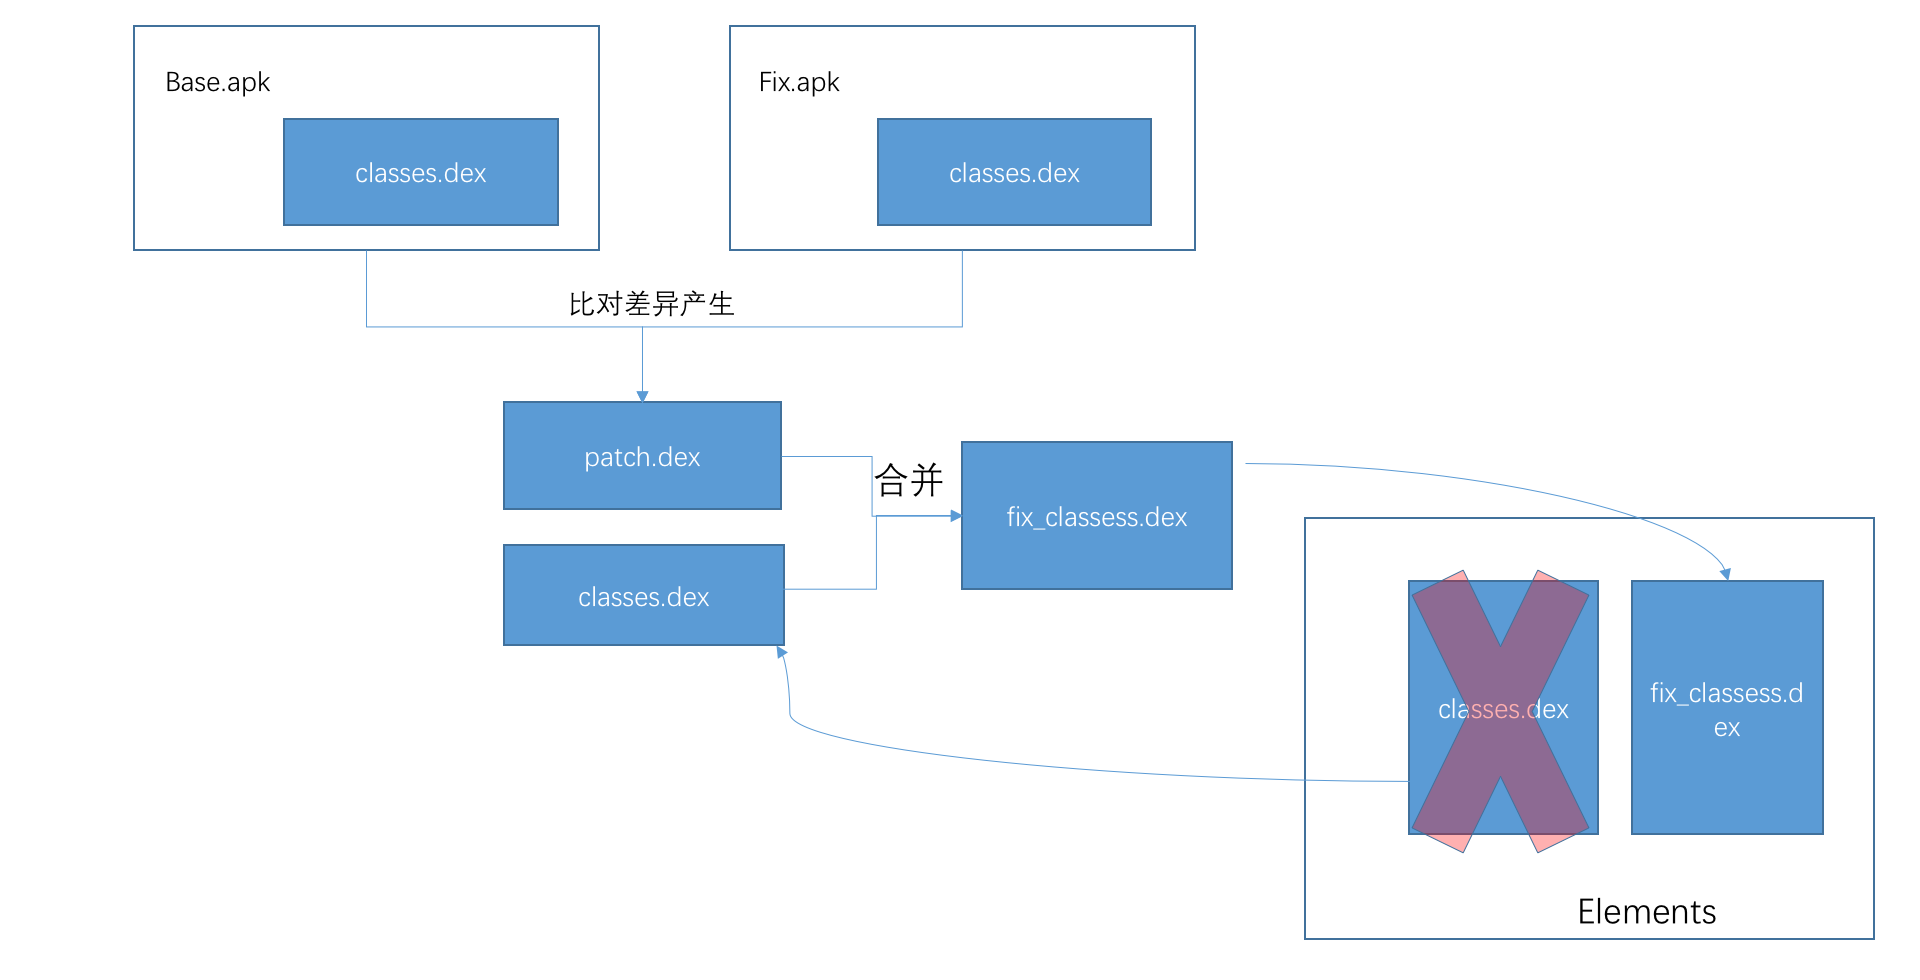 Base.apk
classes.dex
Fix.apk
classes.dex
比对差异产生
patch.dex
合并
fix_classess.dex
classes.dex
classes.dex
fix_classess.d
ex
Elements